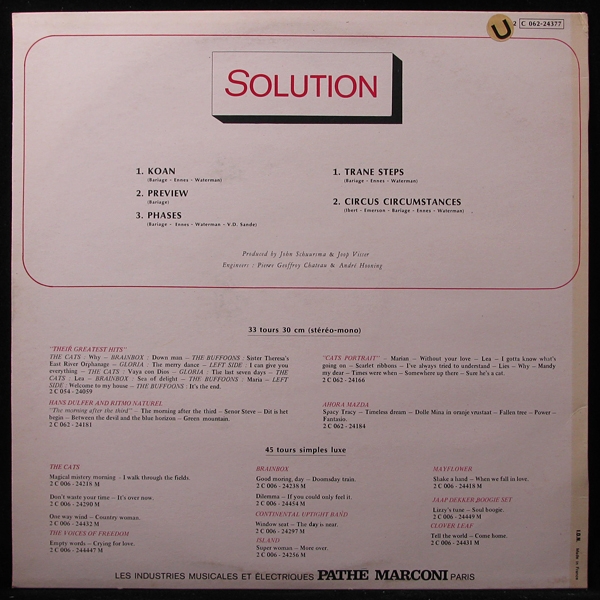 U
2 C 062-24377
SOLUTION
1. KOAN
(Barlage - Ennes - Waterman)
2. PREVIEW
(Barlage)
3. PHASES
(Barlage - Ennes - Waterman - V.D. Sande)
1. TRANE STEPS
(Barlage - Ennes - Waterman)
2. CIRCUS CIRCUMSTANCES
(Ibert - Emerson - Barlage - Ennes - Waterman)
Produced by John Schuursma & Joop Visser
Engineers : Pierre Geoffrey Chateau & André Hooning
33 tours 30 cm (stéréo-mono)
"THEIR GREATEST HITS"
THE CATS : Why – BRAINBOX : Down man – THE BUFFOONS : Sister Theresa's
East River Orphanage – GLORIA : The merry dance – LEFT SIDE : I can give you
everything – THE CATS : Vaya con Dios – GLORIA : The last seven days – THE
CATS : Lea – BRAINBOX : Sea of delight – THE BUFFOONS : Maria – LEFT
SIDE : Welcome to my house – THE BUFFOONS : It's the end.
2 C 054 - 24059
HANS DULFER AND RITMO NATUREL
"The morning after the third" – The morning after the third – Senor Steve – Dit is het
begin – Between the devil and the blue horizon – Green mountain.
2 C 062 - 24181
"CATS PORTRAIT" – Marian – Without your love – Lea – I gotta know what's
going on – Scarlet ribbons – I've always tried to understand – Lies – Why – Mandy
my dear – Times were when – Somewhere up there – Sure he's a cat.
2 C 062 - 24166
AHORA MAZDA
Spacy Tracy – Timeless dream – Dolle Mina in oranje vrustaat – Fallen tree – Power –
Fantasio.
2 C 062 - 24184
45 tours simples luxe
THE CATS
Magical mistery morning – I walk through the fields.
2 C 006 - 24218 M
Don't waste your time – It's over now.
2 C 006 - 24290 M
One way wind – Country woman.
2 C 006 - 24432 M
THE VOICES OF FREEDOM
Empty words – Crying for love.
2 C 006 - 244447 M
BRAINBOX
Good moring, day – Doomsday train.
2 C 006 - 24238 M
Dilemma – If you could only feel it.
2 C 006 - 24454 M
CONTINENTAL UPTIGHT BAND
Window seat – The day is near.
2 C 006 - 24297 M
ISLAND
Super woman – More over.
2 C 006 - 24256 M
MAYFLOWER
Shake a hand – When we fall in love.
2 C 006 - 24418 M
JAAP DEKKER BOOGIE SET
Lizzy's tune – Soul boogie.
2 C 006 - 24449 M
CLOVER LEAF
Tell the world – Come home.
2 C 006 - 24431 M
Made in France
LES INDUSTRIES MUSICALES ET ÉLECTRIQUES PATHE MARCONI PARIS